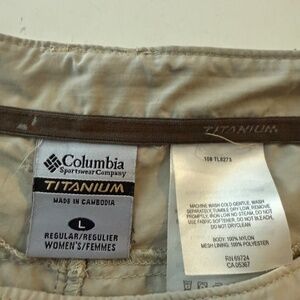 TITANIUM
Columbia
Sportswear Company
TITANIUM
MADE IN CAMBODIA
L
REGULAR/REGULIER
WOMEN'S/FEMMES
108 TL8273
MACHINE WASH COLD GENTLE, WASH
SEPARATELY, TUMBLE DRY LOW, REMOVE
PROMPTLY, IRON LOW NO STEAM, DO NOT
USE FABRIC SOFTENER, DO NOT BLEACH, DO
NOT DRYCLEAN.
BODY: 100% NYLON
MESH LINING: 100% POLYESTER
RN 69724
CA 05367